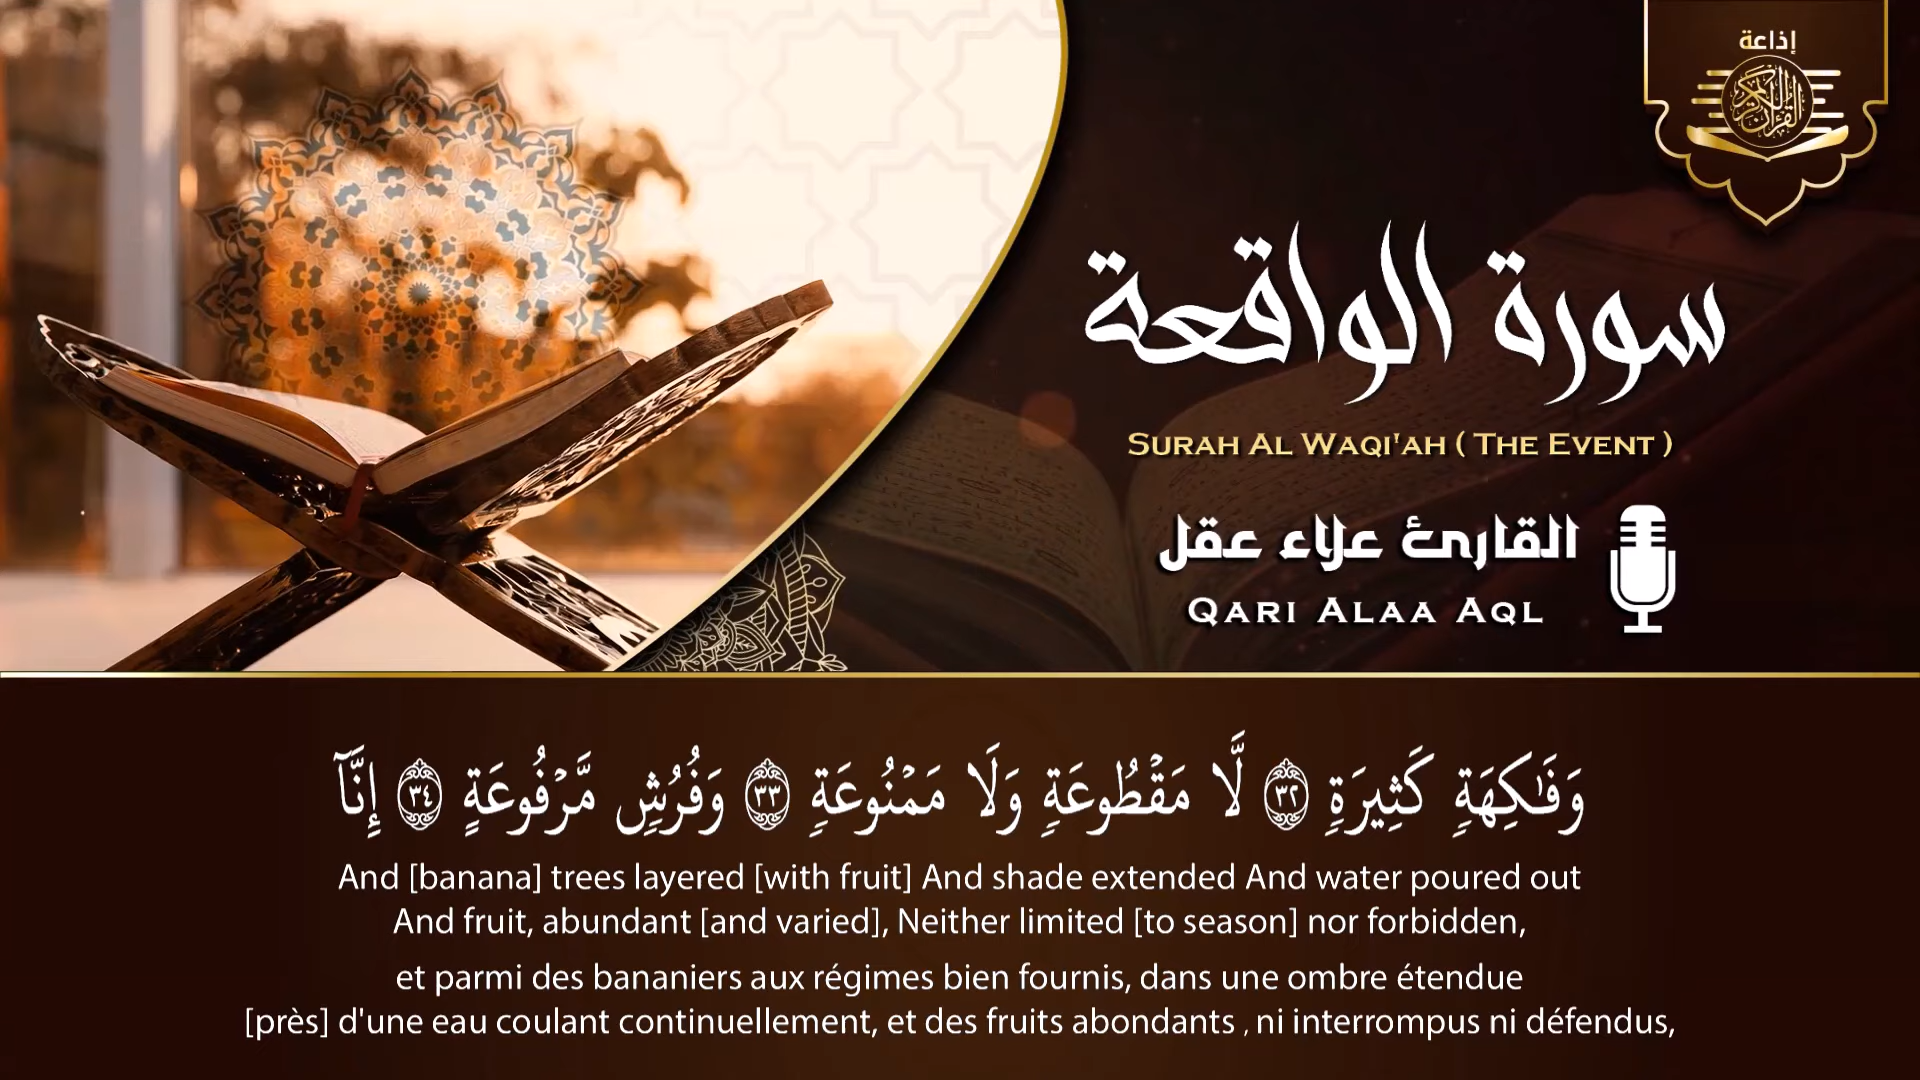 إذاعة
القرآن الكريم
سورة الواقعة
SURAH AL WAQI'AH ( THE EVENT )
القارئ علاء عقل
QARI ALAA AQL
وَفَٰكِهَةٖ كَثِيرَةٖ ٣٢ لَّا مَقۡطُوعَةٖ وَلَا مَمۡنُوعَةٖ ٣٣ وَفُرُشٖ مَّرۡفُوعَةٍ ٣٤ إِنَّآ
And [banana] trees layered [with fruit] And shade extended And water poured out
And fruit, abundant [and varied], Neither limited [to season] nor forbidden,
et parmi des bananiers aux régimes bien fournis, dans une ombre étendue
[près] d'une eau coulant continuellement, et des fruits abondants , ni interrompus ni défendus,